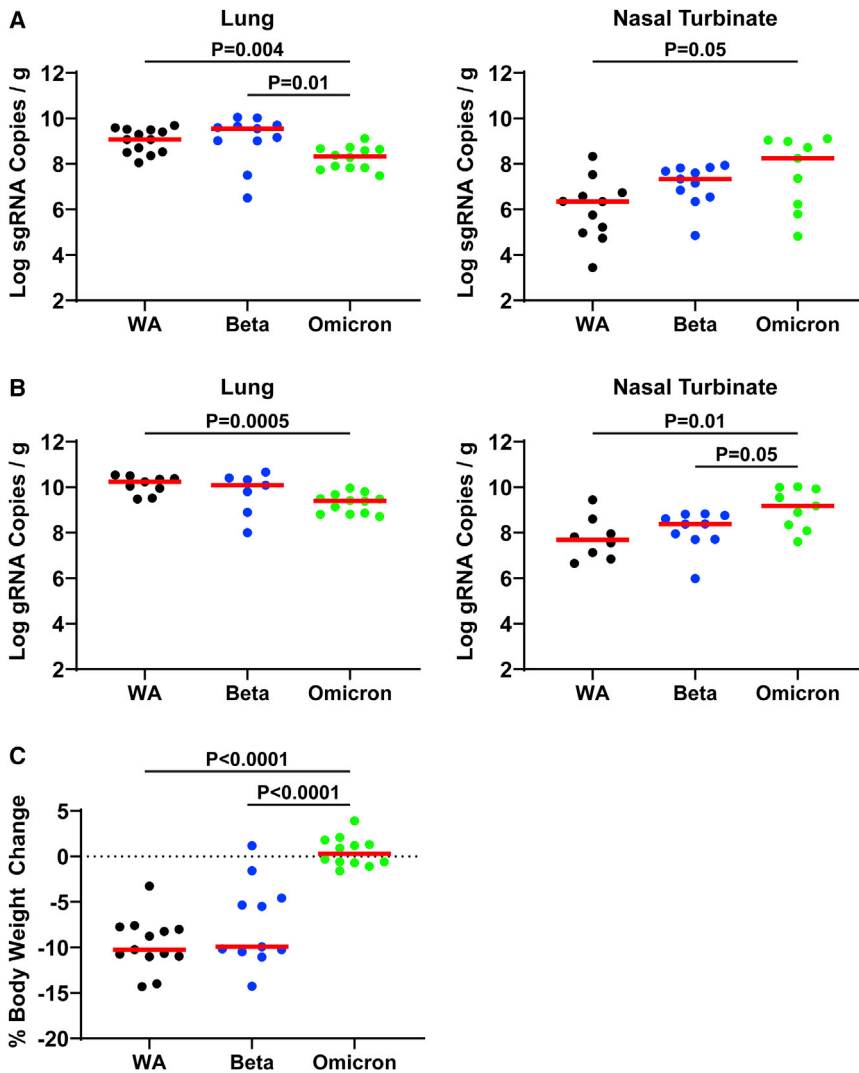 A
Lung
P=0.004
P=0.01
Log sgRNA Copies / g
12
10
8
6
4
2
WA Beta Omicron
Nasal Turbinate
P=0.05
Log sgRNA Copies / g
12
10
8
6
4
2
WA Beta Omicron
B
Lung
P=0.0005
Log gRNA Copies / g
12
10
8
6
4
2
WA Beta Omicron
Nasal Turbinate
P=0.01
P=0.05
Log gRNA Copies / g
12
10
8
6
4
2
WA Beta Omicron
C
P<0.0001
P<0.0001
% Body Weight Change
5
0
-5
-10
-15
-20
WA Beta Omicron